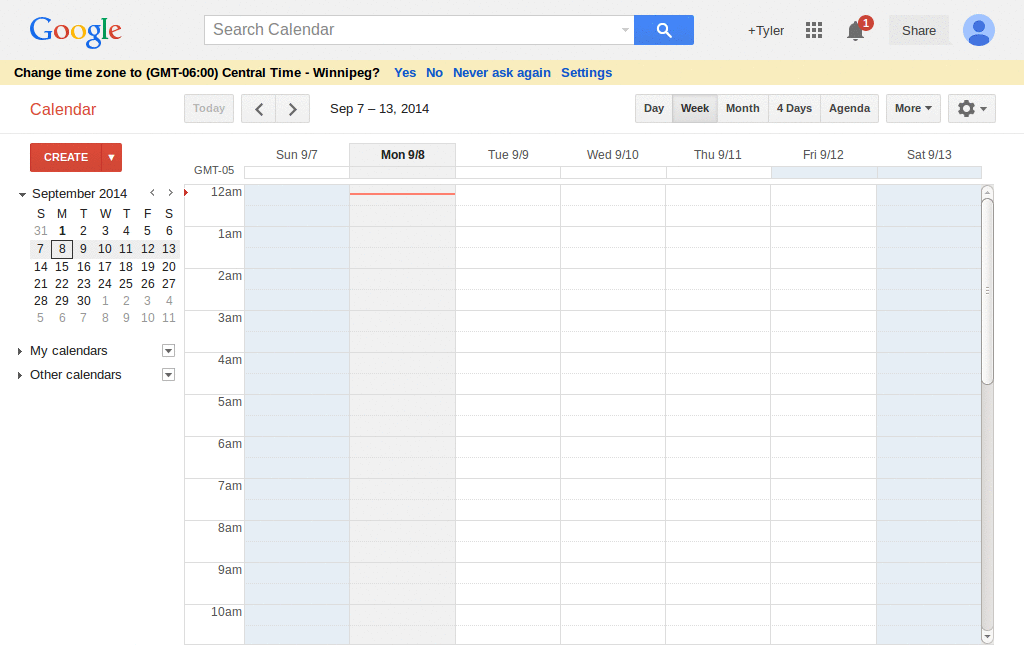 Google
Search Calendar
+Tyler
1
Share
Change time zone to (GMT-06:00) Central Time - Winnipeg? Yes No Never ask again Settings
Calendar
Today
Sep 7 – 13, 2014
Day Week Month 4 Days Agenda
More
CREATE
September 2014
S M T W T F S
31 1 2 3 4 5 6
7 8 9 10 11 12 13
14 15 16 17 18 19 20
21 22 23 24 25 26 27
28 29 30 1 2 3 4
5 6 7 8 9 10 11
My calendars
Other calendars
Sun 9/7 Mon 9/8 Tue 9/9 Wed 9/10 Thu 9/11 Fri 9/12 Sat 9/13
GMT-05
12am
1am
2am
3am
4am
5am
6am
7am
8am
9am
10am